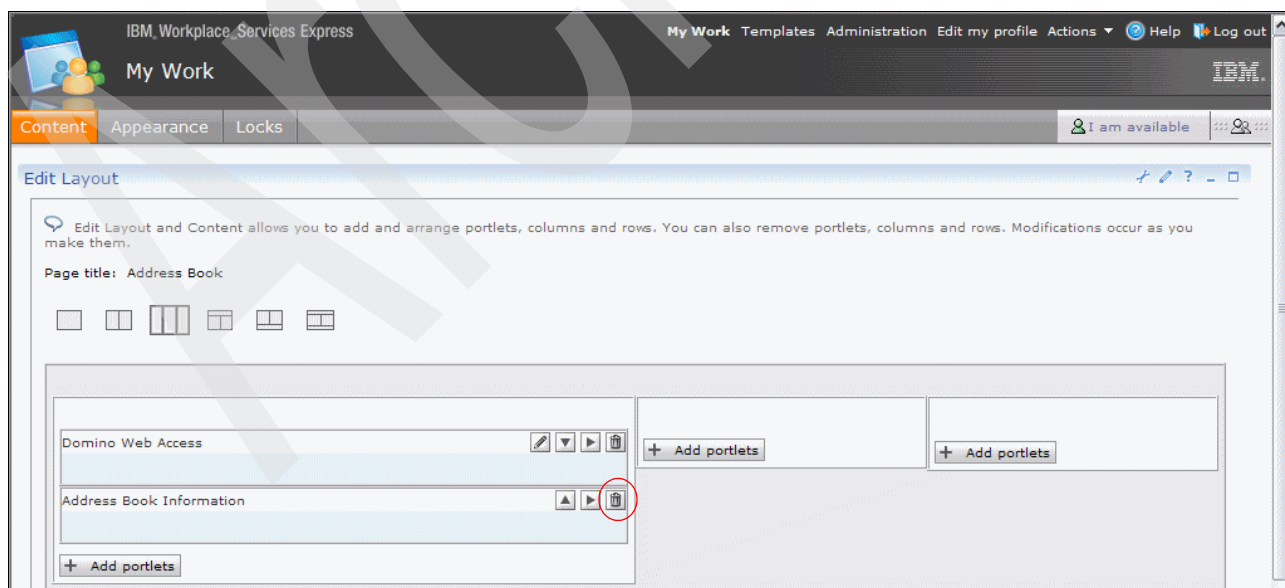 IBM Workplace Services Express
My Work Templates Administration Edit my profile Actions ▼ ? Help Log out
My Work
IBM.
Content Appearance Locks
I am available
Edit Layout
?
Edit Layout and Content allows you to add and arrange portlets, columns and rows. You can also remove portlets, columns and rows. Modifications occur as you
make them.
Page title: Address Book
Domino Web Access
+ Add portlets
+ Add portlets
Address Book Information
+ Add portlets